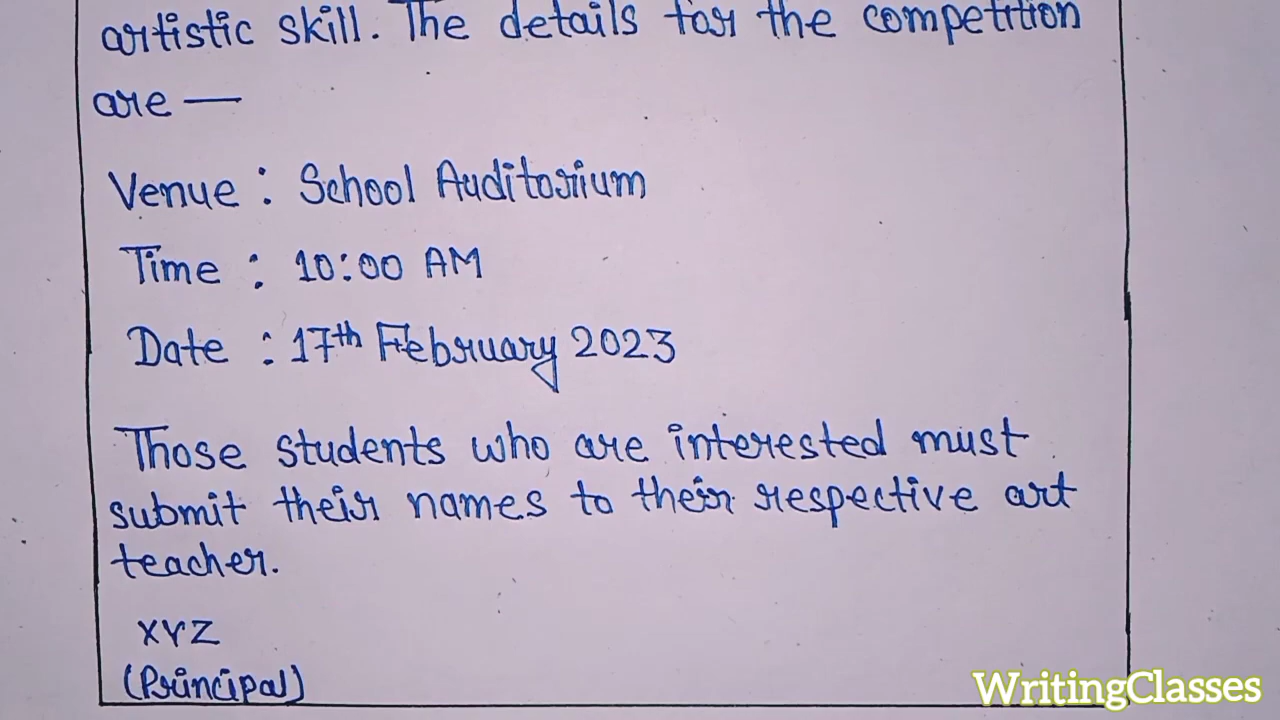 artistic skill. The details for the competition
are —
Venue : School Auditorium
Time : 10:00 AM
Date : 17th February 2023
Those students who are interested must
submit their names to their respective art
teacher.
XYZ
(Principal)
WritingClasses